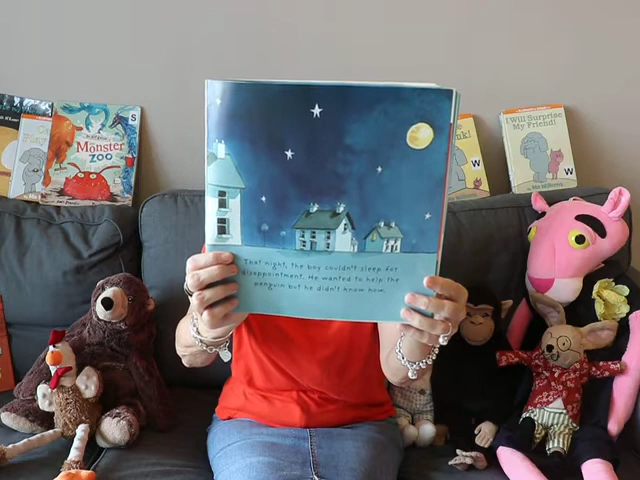 Monster
ZOO
S
That night, the boy couldn't sleep for
disappointment. He wanted to help the
penguin but he didn't know how.
W
I Will Surprise
My Friend!
W